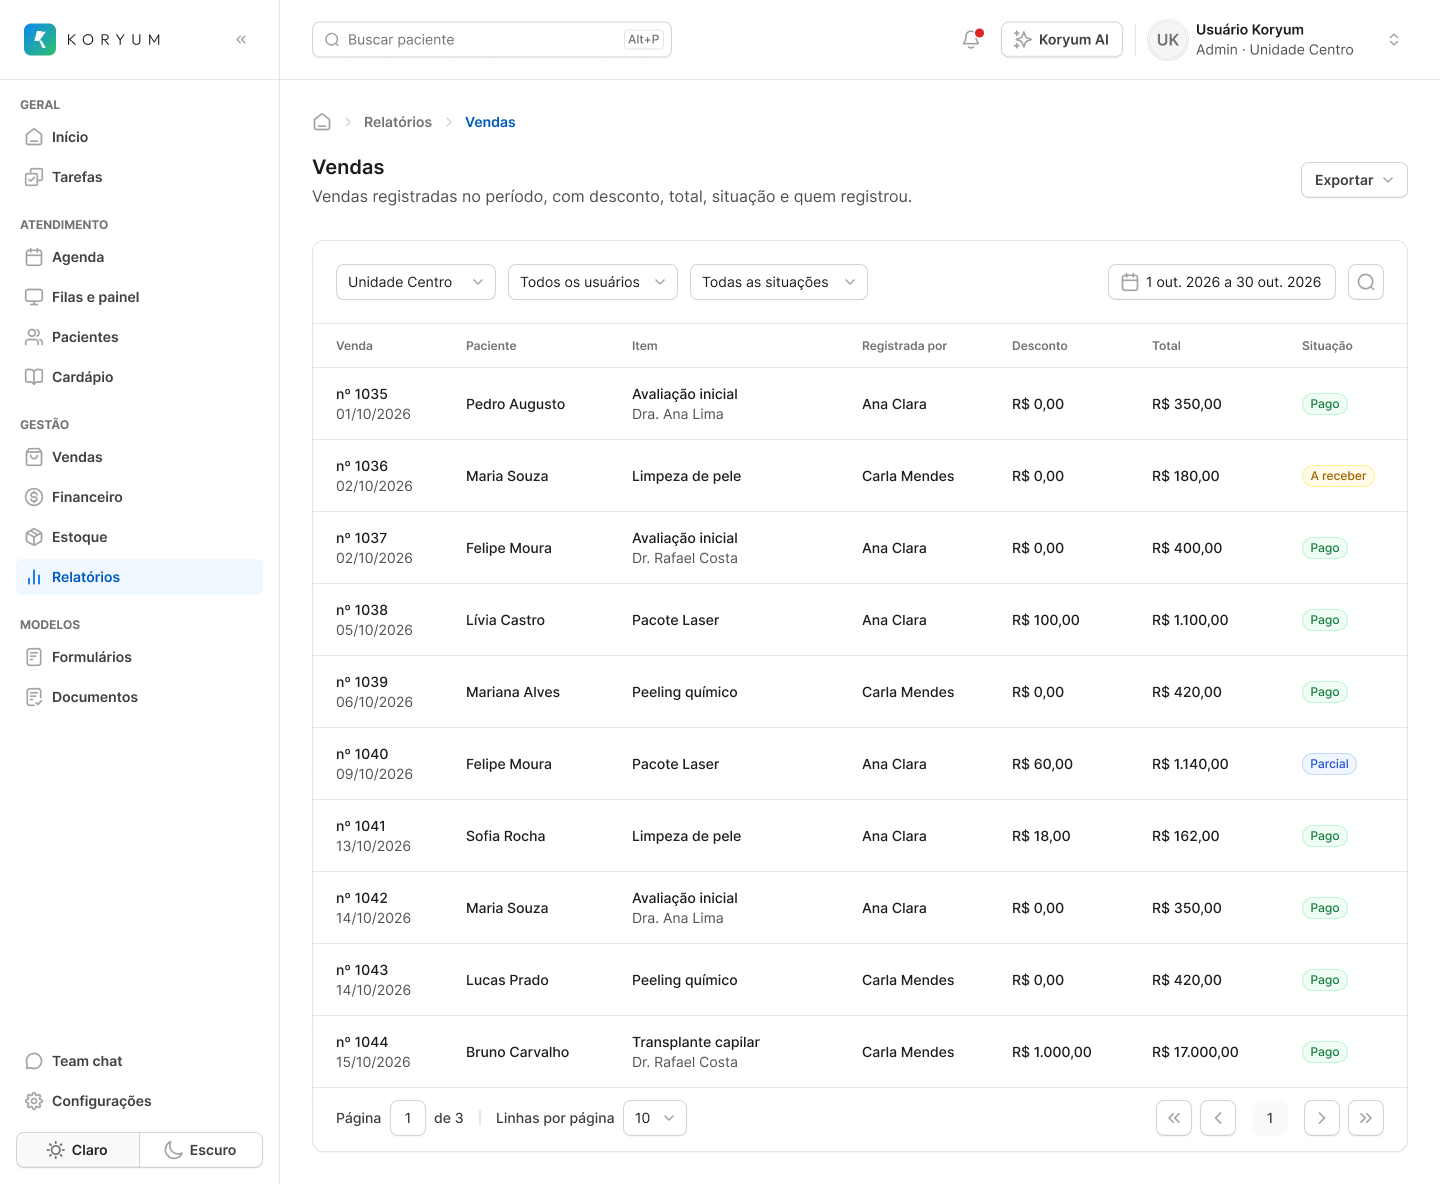 KORYUM
Buscar paciente
Alt+P
Koryum AI
UK
Usuário Koryum
Admin · Unidade Centro
GERAL
Início
Tarefas
ATENDIMENTO
Agenda
Filas e painel
Pacientes
Cardápio
GESTÃO
Vendas
Financeiro
Estoque
Relatórios
MODELOS
Formulários
Documentos
Team chat
Configurações
Claro
Escuro
Relatórios
Vendas
Vendas
Vendas registradas no período, com desconto, total, situação e quem registrou.
Exportar
Unidade Centro
Todos os usuários
Todas as situações
1 out. 2026 a 30 out. 2026
Venda Paciente Item Registrada por Desconto Total Situação
nº 1035
01/10/2026
Pedro Augusto
Avaliação inicial
Dra. Ana Lima
Ana Clara
R$ 0,00
R$ 350,00
Pago
nº 1036
02/10/2026
Maria Souza
Limpeza de pele
Carla Mendes
R$ 0,00
R$ 180,00
A receber
nº 1037
02/10/2026
Felipe Moura
Avaliação inicial
Dr. Rafael Costa
Ana Clara
R$ 0,00
R$ 400,00
Pago
nº 1038
05/10/2026
Lívia Castro
Pacote Laser
Ana Clara
R$ 100,00
R$ 1.100,00
Pago
nº 1039
06/10/2026
Mariana Alves
Peeling químico
Carla Mendes
R$ 0,00
R$ 420,00
Pago
nº 1040
09/10/2026
Felipe Moura
Pacote Laser
Ana Clara
R$ 60,00
R$ 1.140,00
Parcial
nº 1041
13/10/2026
Sofia Rocha
Limpeza de pele
Ana Clara
R$ 18,00
R$ 162,00
Pago
nº 1042
14/10/2026
Maria Souza
Avaliação inicial
Dra. Ana Lima
Ana Clara
R$ 0,00
R$ 350,00
Pago
nº 1043
14/10/2026
Lucas Prado
Peeling químico
Carla Mendes
R$ 0,00
R$ 420,00
Pago
nº 1044
15/10/2026
Bruno Carvalho
Transplante capilar
Dr. Rafael Costa
Carla Mendes
R$ 1.000,00
R$ 17.000,00
Pago
Página 1 de 3
Linhas por página 10
1